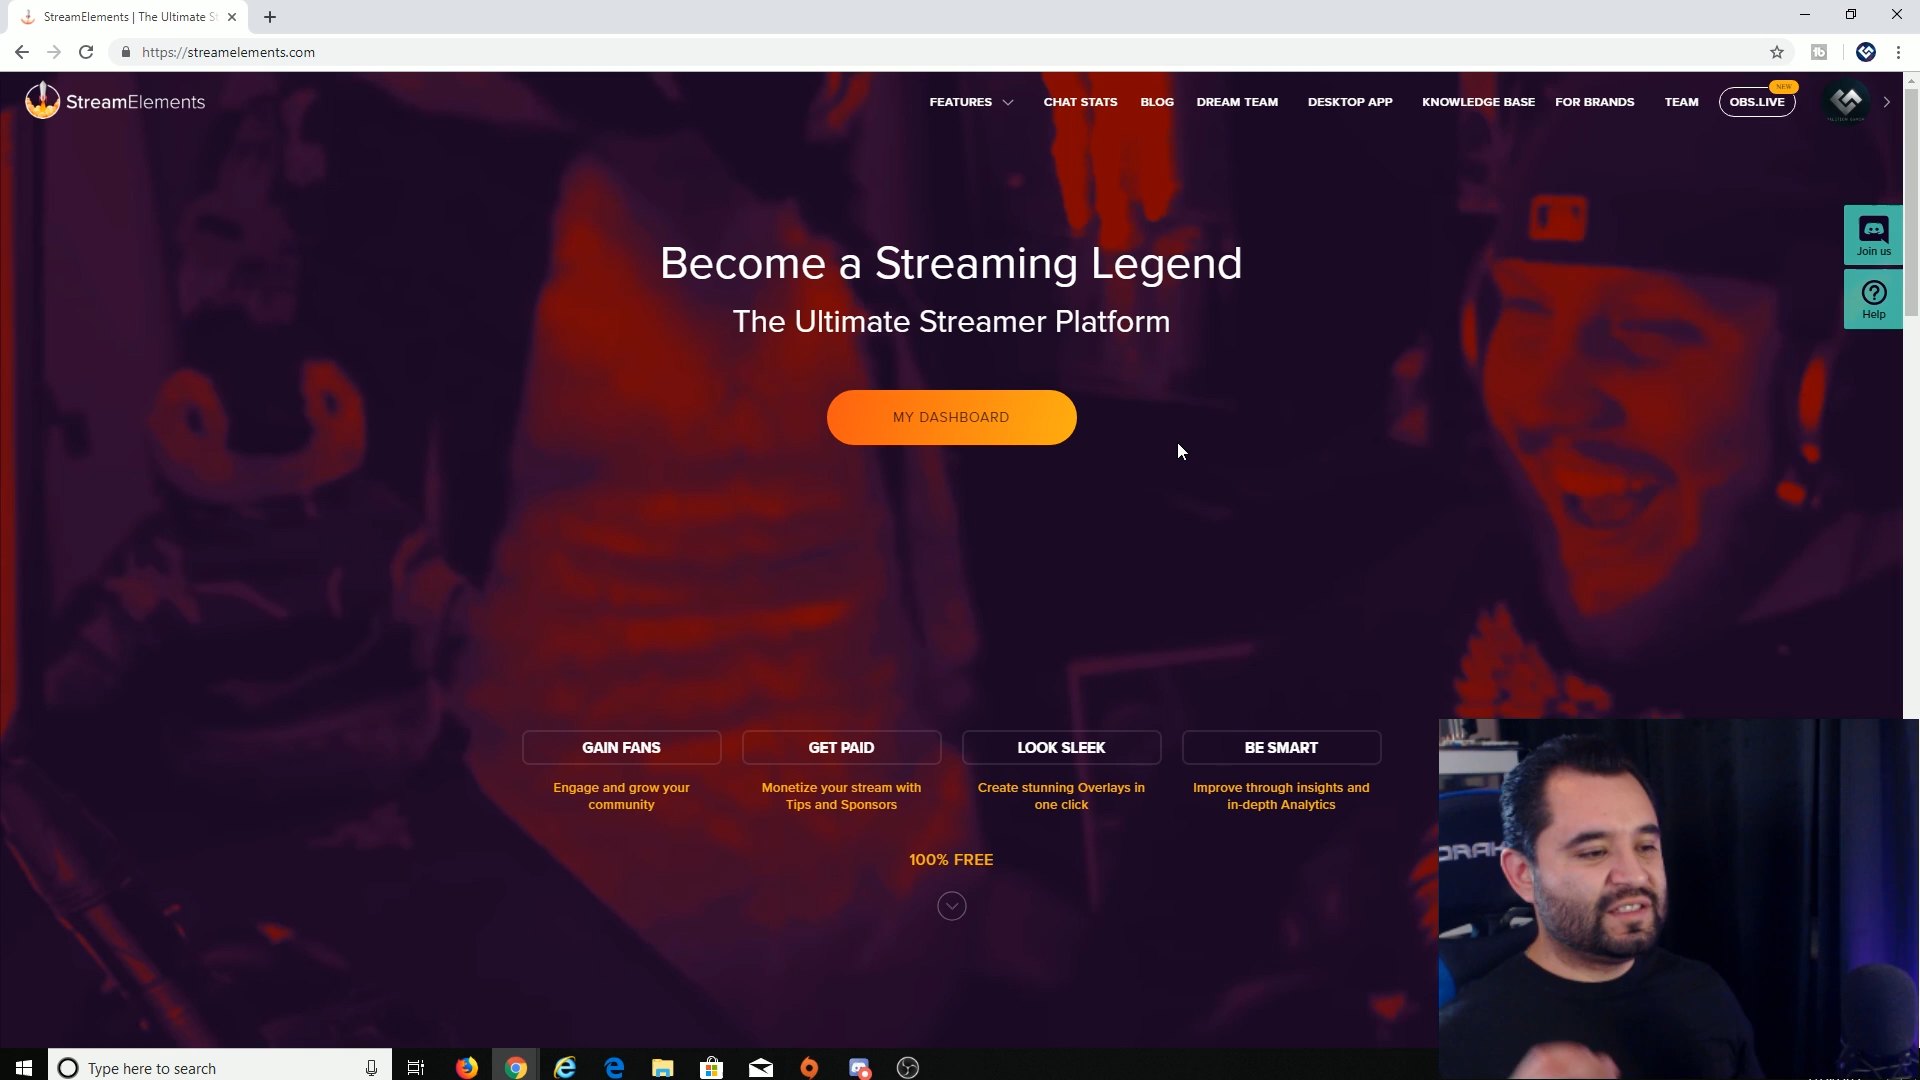 StreamElements | The Ultimate S
https://streamelements.com
StreamElements
FEATURES
CHAT STATS
BLOG
DREAM TEAM
DESKTOP APP
KNOWLEDGE BASE
FOR BRANDS
TEAM
NEW
OBS.LIVE
Join us
Help
Become a Streaming Legend
The Ultimate Streamer Platform
MY DASHBOARD
GAIN FANS
Engage and grow your
community
GET PAID
Monetize your stream with
Tips and Sponsors
LOOK SLEEK
Create stunning Overlays in
one click
BE SMART
Improve through insights and
in-depth Analytics
100% FREE
Type here to search